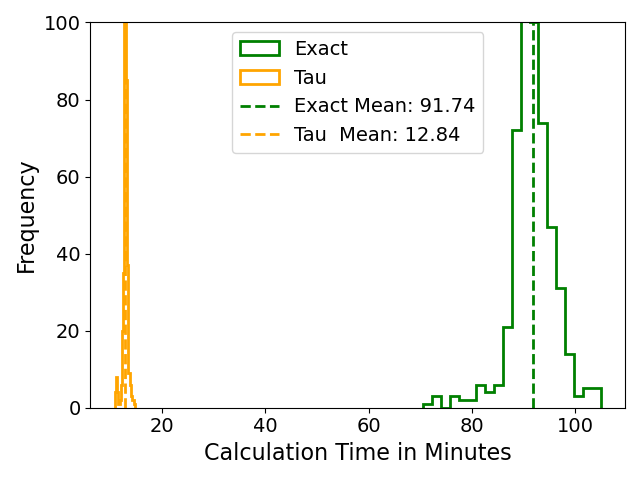 100
80
60
40
20
0
Frequency
Exact
Tau
Exact Mean: 91.74
Tau  Mean: 12.84
20
40
60
80
100
Calculation Time in Minutes